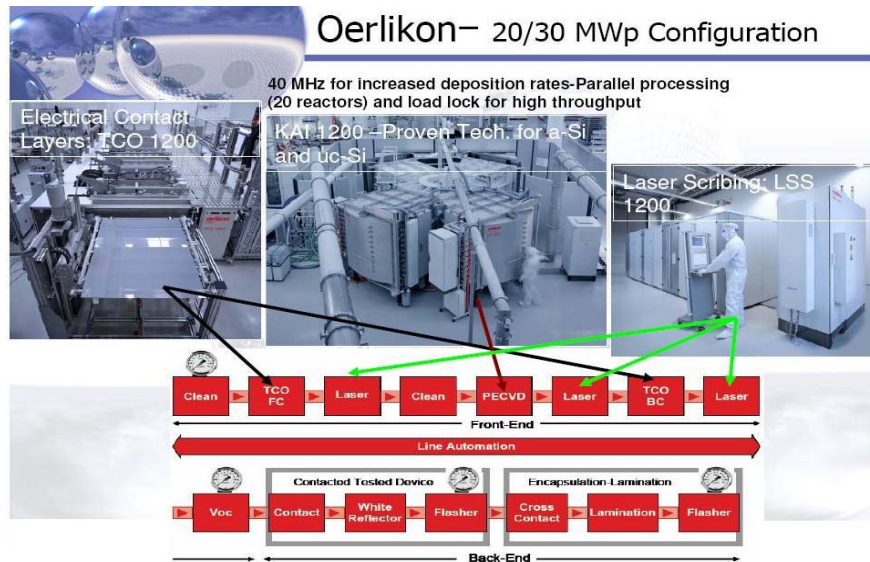 Oerlikon– 20/30 MWp Configuration
40 MHz for increased deposition rates-Parallel processing
(20 reactors) and load lock for high throughput
Electrical Contact
Layers: TCO 1200
KAI 1200 –Proven Tech. for a-Si
and uc-Si
Laser Scribing: LSS
1200
oerlikon
Clean
TCO
FC
Laser
Clean
PECVD
Laser
TCO
BC
Laser
Front-End
Line Automation
Contacted Tested Device
Encapsulation-Lamination
Voc
Contact
White
Reflector
Flasher
Cross
Contact
Lamination
Flasher
Back-End